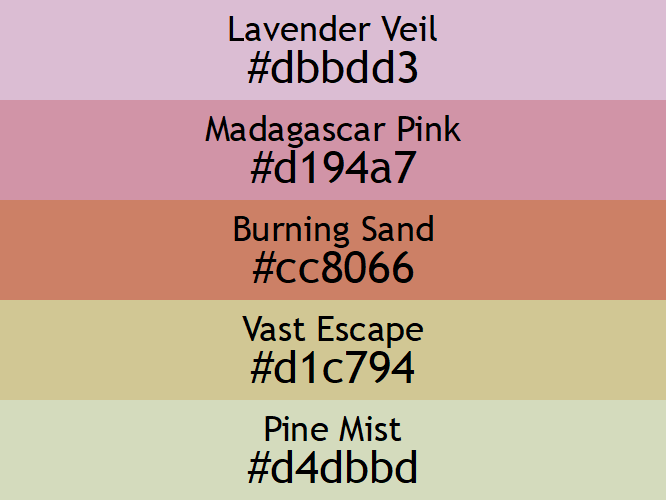 Lavender Veil
#dbbdd3
Madagascar Pink
#d194a7
Burning Sand
#cc8066
Vast Escape
#d1c794
Pine Mist
#d4dbbd